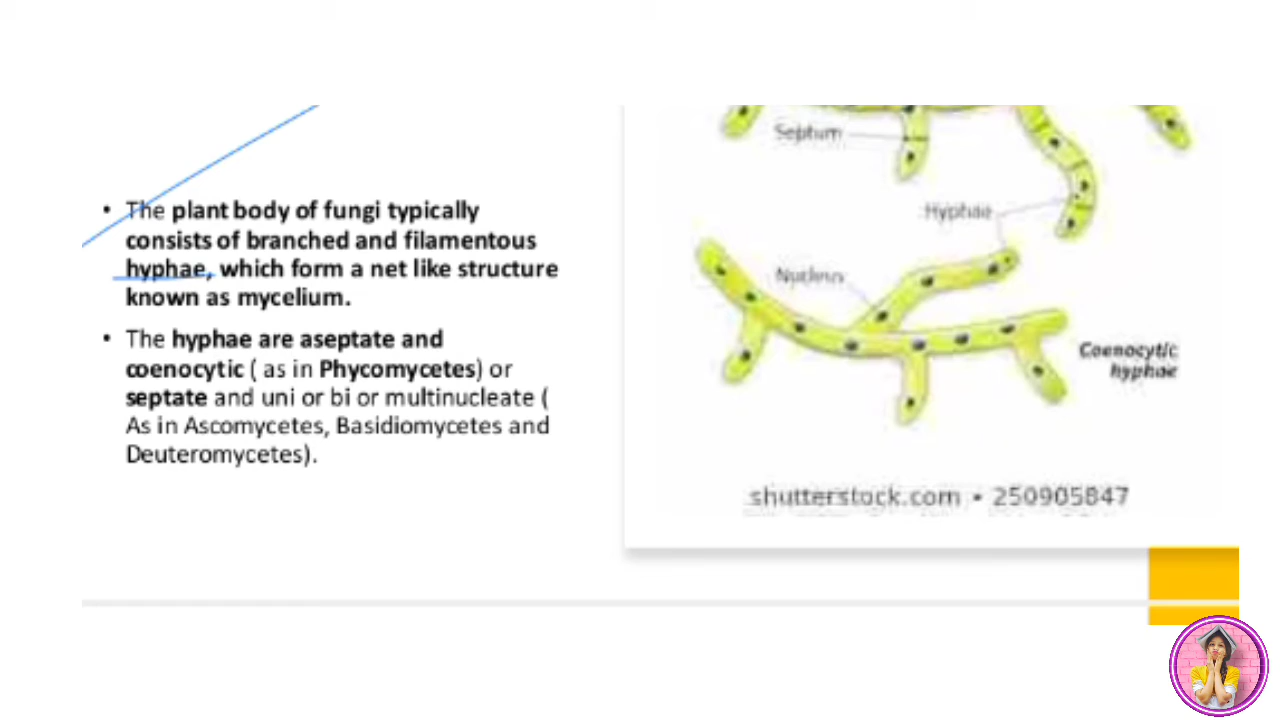 • The plant body of fungi typically
consists of branched and filamentous
hyphae, which form a net like structure
known as mycelium.
• The hyphae are aseptate and
coenocytic ( as in Phycomycetes) or
septate and uni or bi or multinucleate (
As in Ascomycetes, Basidiomycetes and
Deuteromycetes).
Septum
Hyphae
Nucleus
Coenocytic
hyphae
shutterstock.com • 250905847